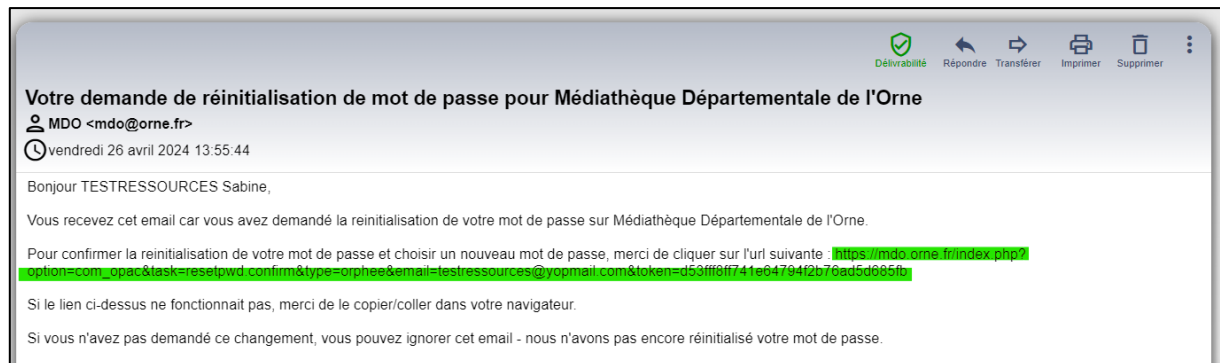 Délivrabilité Répondre Transférer Imprimer Supprimer
Votre demande de réinitialisation de mot de passe pour Médiathèque Départementale de l'Orne
MDO <mdo@orne.fr>
vendredi 26 avril 2024 13:55:44
Bonjour TESTRESSOURCES Sabine,
Vous recevez cet email car vous avez demandé la reinitialisation de votre mot de passe sur Médiathèque Départementale de l'Orne.
Pour confirmer la reinitialisation de votre mot de passe et choisir un nouveau mot de passe, merci de cliquer sur l'url suivante : https://mdo.orne.fr/index.php?
option=com_opac&task=resetpwd.confirm&type=orphee&email=testressources@yopmail.com&token=d53fff8ff741e64794f2b76ad5d685fb
Si le lien ci-dessus ne fonctionnait pas, merci de le copier/coller dans votre navigateur.
Si vous n'avez pas demandé ce changement, vous pouvez ignorer cet email - nous n'avons pas encore réinitialisé votre mot de passe.